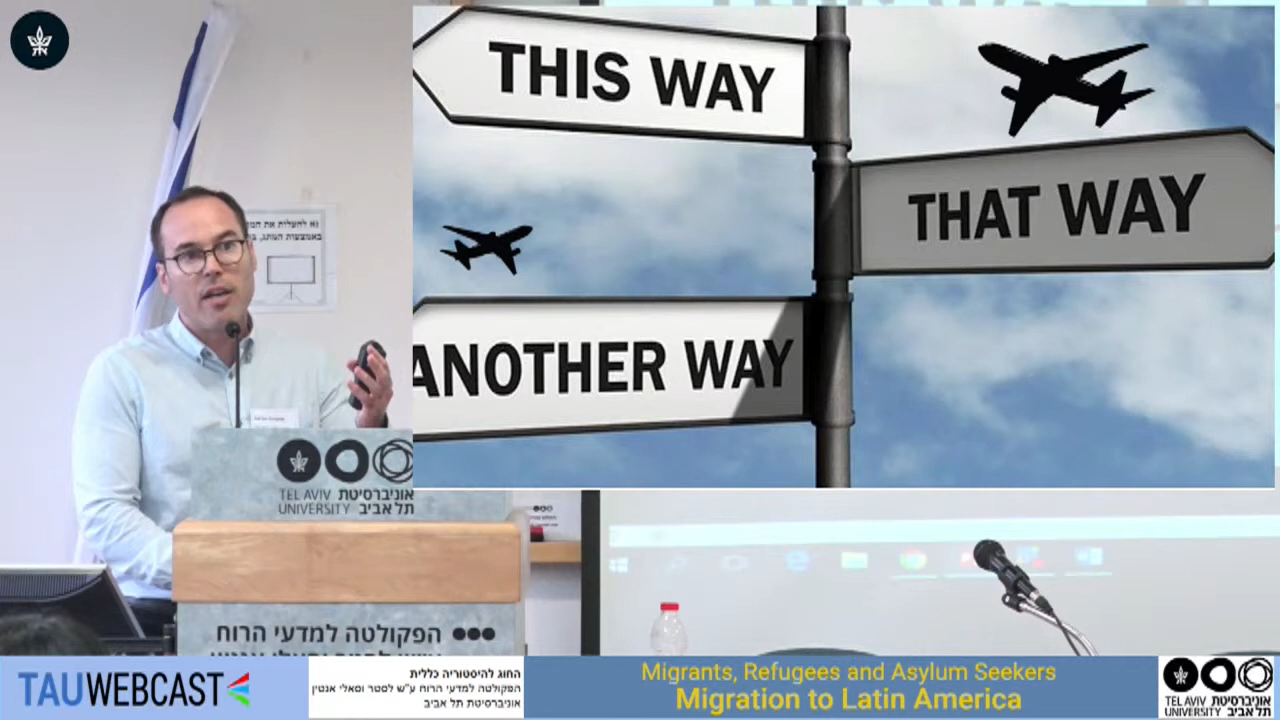 THIS WAY
THAT WAY
ANOTHER WAY
TEL AVIV אוניברסיטת
UNIVERSITY תל אביב
הפקולטה למדעי הרוח
TAUWEBCAST
החוג להיסטוריה כללית
הפקולטה למדעי הרוח ע"ש לסטר וסאלי אנטין
אוניברסיטת תל אביב
Migrants, Refugees and Asylum Seekers
Migration to Latin America
TEL AVIV אוניברסיטת
UNIVERSITY תל אביב